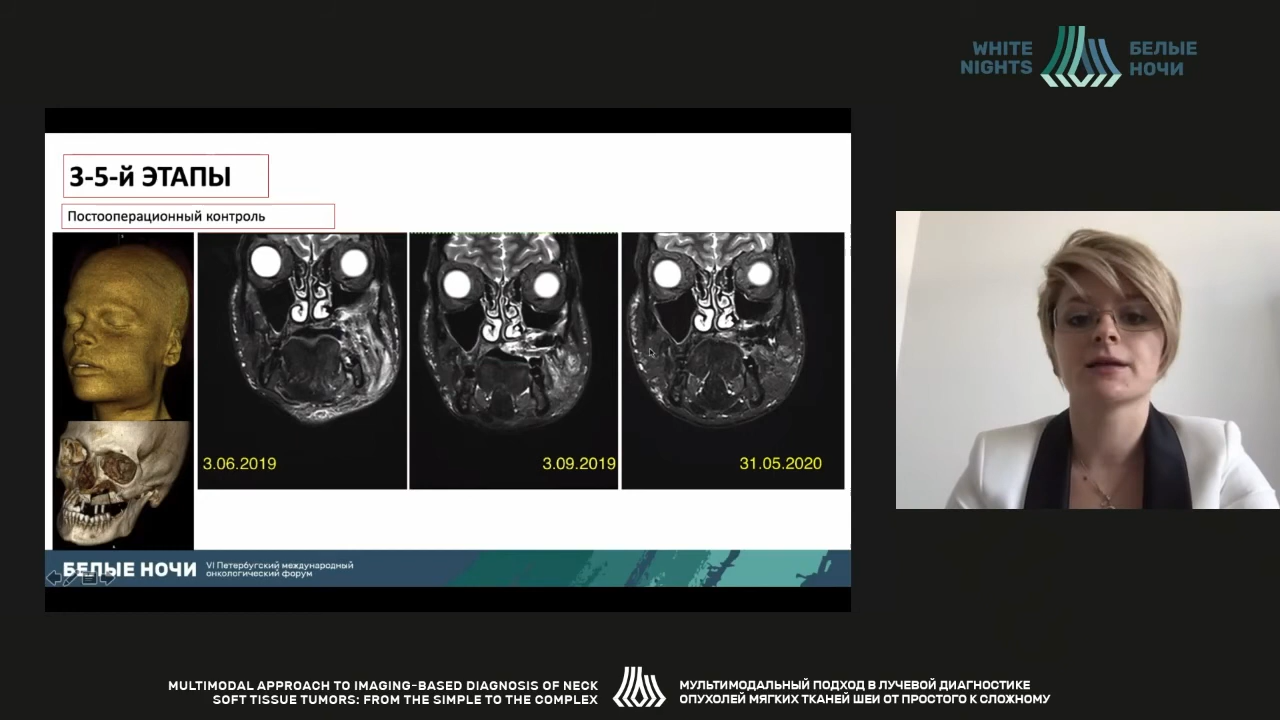 WHITE
NIGHTS
БЕЛЫЕ
НОЧИ
3-5-й ЭТАПЫ
Постооперационный контроль
3.06.2019
3.09.2019
31.05.2020
БЕЛЫЕ НОЧИ
VI Петербургский международный
онкологический форум
MULTIMODAL APPROACH TO IMAGING-BASED DIAGNOSIS OF NECK
SOFT TISSUE TUMORS: FROM THE SIMPLE TO THE COMPLEX
МУЛЬТИМОДАЛЬНЫЙ ПОДХОД В ЛУЧЕВОЙ ДИАГНОСТИКЕ
ОПУХОЛЕЙ МЯГКИХ ТКАНЕЙ ШЕИ ОТ ПРОСТОГО К СЛОЖНОМУ